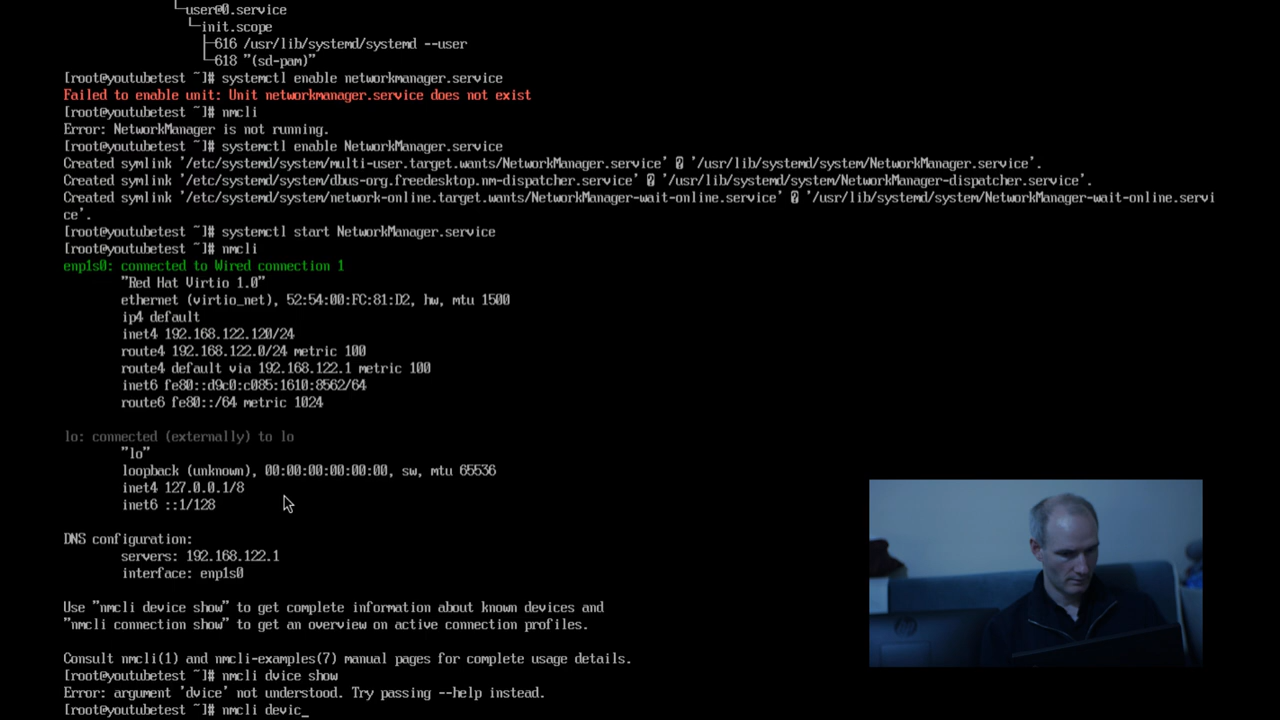 └─user@0.service
└─init.scope
├─616 /usr/lib/systemd/systemd --user
└─618 "(sd-pam)"
[root@youtubetest ~]# systemctl enable networkmanager.service
Failed to enable unit: Unit networkmanager.service does not exist
[root@youtubetest ~]# nmcli
Error: NetworkManager is not running.
[root@youtubetest ~]# systemctl enable NetworkManager.service
Created symlink '/etc/systemd/system/multi-user.target.wants/NetworkManager.service' � '/usr/lib/systemd/system/NetworkManager.service'.
Created symlink '/etc/systemd/system/dbus-org.freedesktop.nm-dispatcher.service' � '/usr/lib/systemd/system/NetworkManager-dispatcher.service'.
Created symlink '/etc/systemd/system/network-online.target.wants/NetworkManager-wait-online.service' � '/usr/lib/systemd/system/NetworkManager-wait-online.servi
ce'.
[root@youtubetest ~]# systemctl start NetworkManager.service
[root@youtubetest ~]# nmcli
enp1s0: connected to Wired connection 1
"Red Hat Virtio 1.0"
ethernet (virtio_net), 52:54:00:FC:81:D2, hw, mtu 1500
ip4 default
inet4 192.168.122.120/24
route4 192.168.122.0/24 metric 100
route4 default via 192.168.122.1 metric 100
inet6 fe80::d9c0:c085:1610:8562/64
route6 fe80::/64 metric 1024
lo: connected (externally) to lo
"lo"
loopback (unknown), 00:00:00:00:00:00, sw, mtu 65536
inet4 127.0.0.1/8
inet6 ::1/128
DNS configuration:
servers: 192.168.122.1
interface: enp1s0
Use "nmcli device show" to get complete information about known devices and
"nmcli connection show" to get an overview on active connection profiles.
Consult nmcli(1) and nmcli-examples(7) manual pages for complete usage details.
[root@youtubetest ~]# nmcli dvice show
Error: argument 'dvice' not understood. Try passing --help instead.
[root@youtubetest ~]# nmcli devic_
hp